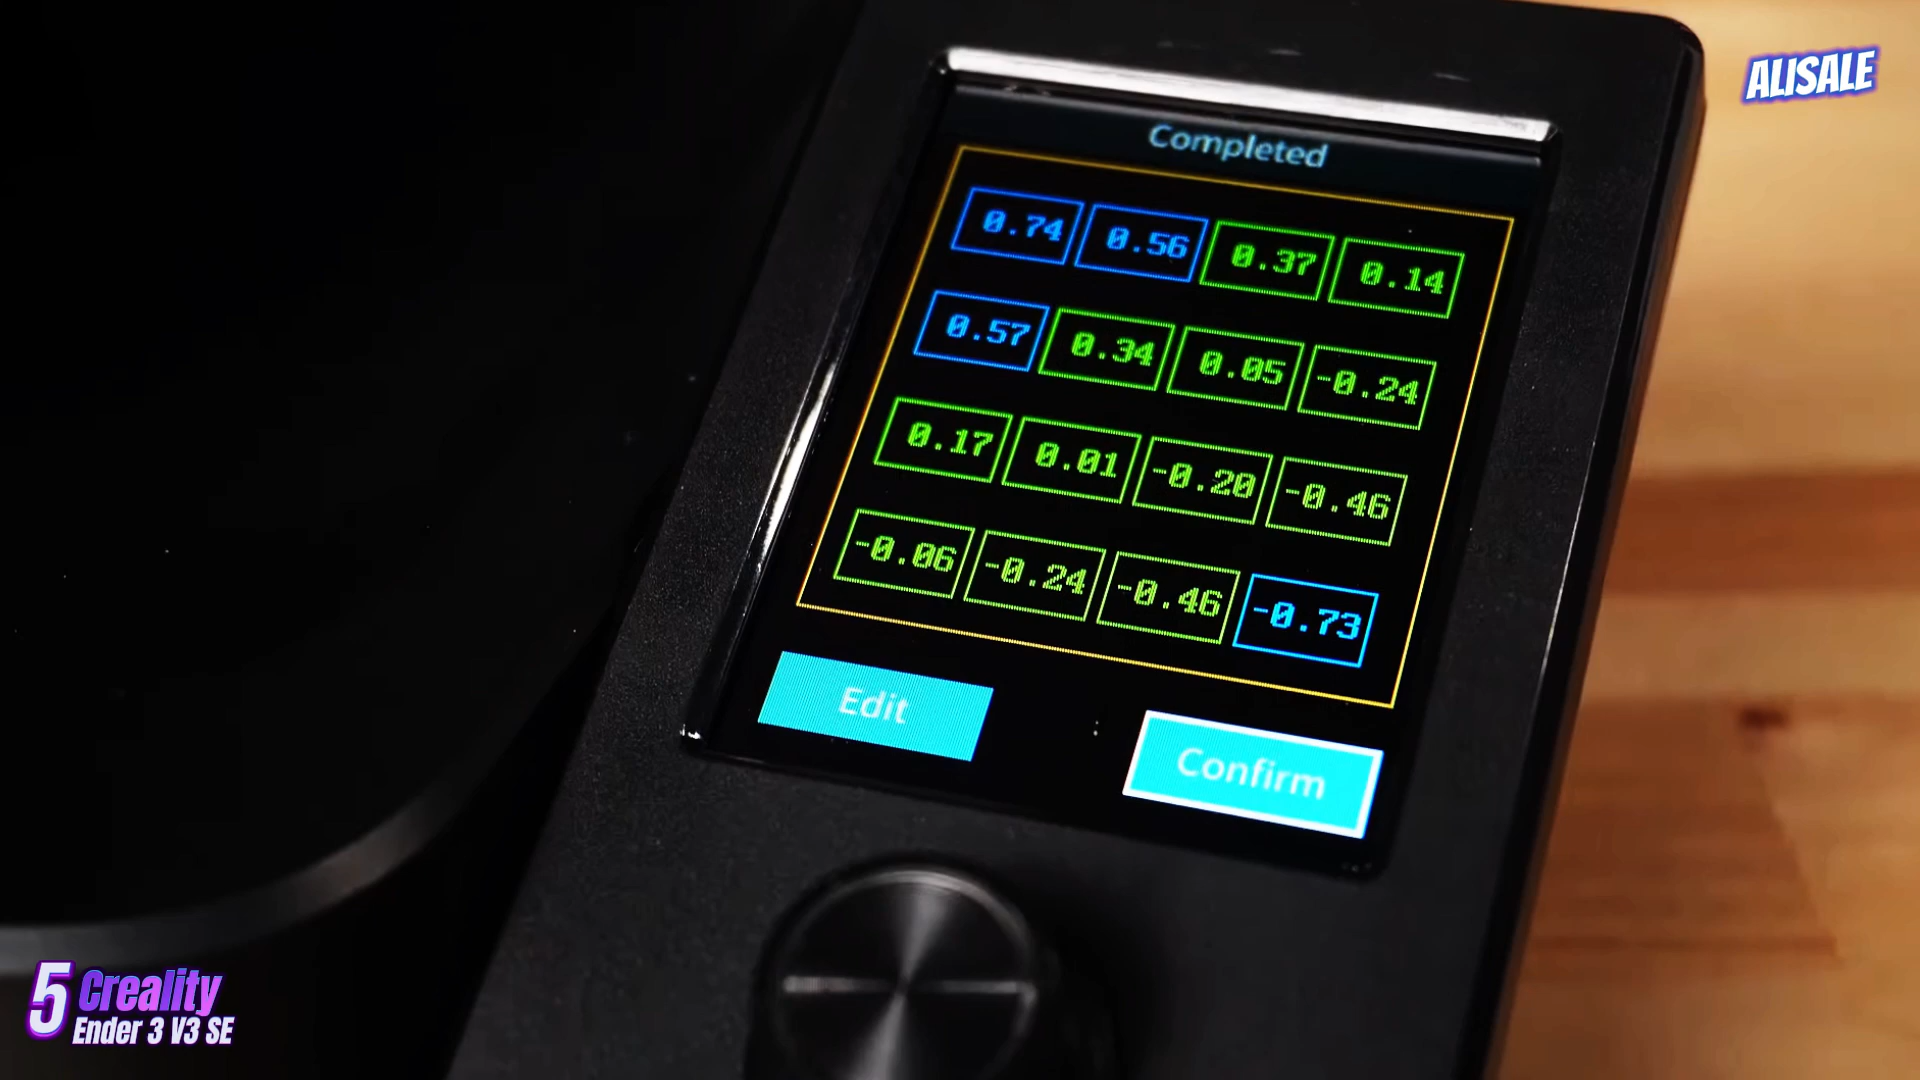 ALISALE
Completed
0.74 0.56 0.37 0.14
0.57 0.34 0.05 -0.24
0.17 0.01 -0.20 -0.46
-0.06 -0.24 -0.46 -0.73
Edit Confirm
5 Creality
Ender 3 V3 SE